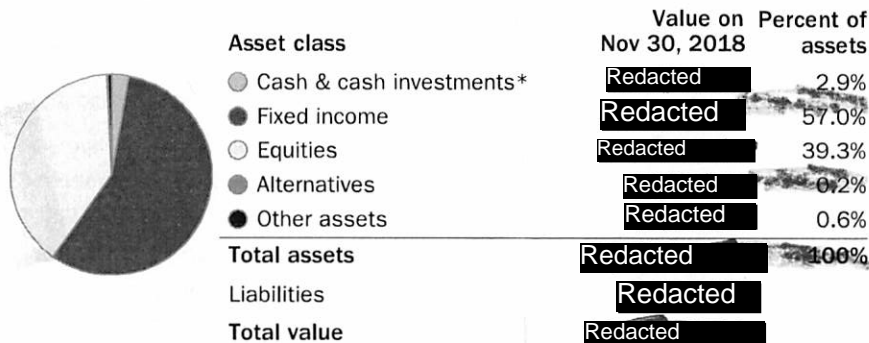 Asset class Value on Nov 30, 2018 Percent of assets
Cash & cash investments* Redacted 2.9%
Fixed income Redacted 57.0%
Equities Redacted 39.3%
Alternatives Redacted 0.2%
Other assets Redacted 0.6%
Total assets Redacted 100%
Liabilities Redacted
Total value Redacted